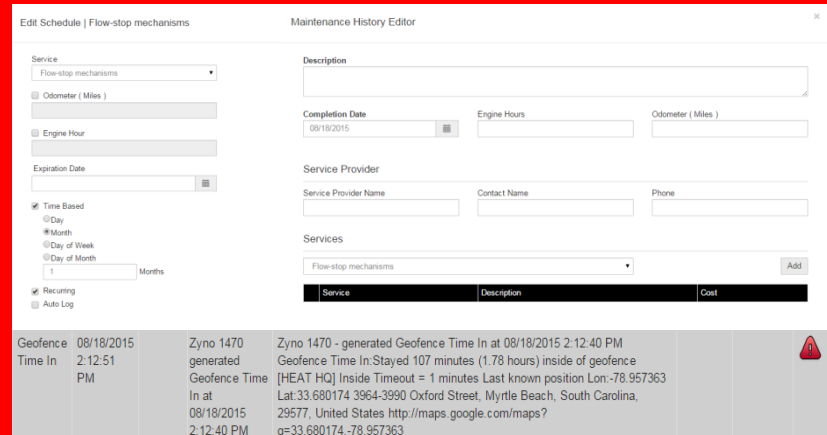 Edit Schedule | Flow-stop mechanisms
Service
Flow-stop mechanisms
Odometer ( Miles )
Engine Hour
Expiration Date
Time Based
Day
Month
Day of Week
Day of Month
1 Months
Recurring
Auto Log
Maintenance History Editor
Description
Completion Date Engine Hours Odometer ( Miles )
08/18/2015
Service Provider
Service Provider Name Contact Name Phone
Services
Flow-stop mechanisms Add
Service Description Cost
Geofence 08/18/2015 Zyno 1470 Zyno 1470 - generated Geofence Time In at 08/18/2015 2:12:40 PM
Time In 2:12:51 generated Geofence Time In:Stayed 107 minutes (1.78 hours) inside of geofence
PM Geofence Time [HEAT HQ] Inside Timeout = 1 minutes Last known position Lon:-78.957363
In at Lat:33.680174 3964-3990 Oxford Street, Myrtle Beach, South Carolina,
08/18/2015 29577, United States http://maps.google.com/maps?
2:12:40 PM q=33.680174,-78.957363